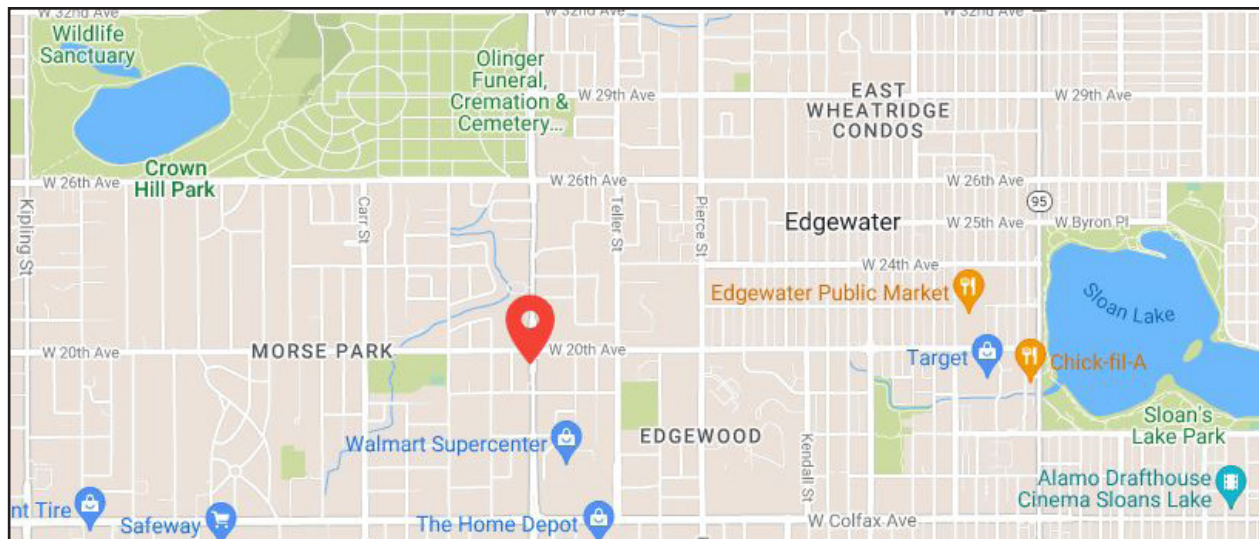 W 32nd Ave
W 32nd Ave
W 32nd Ave
Wildlife
Sanctuary
Olinger
Funeral,
Cremation &
Cemetery...
W 29th Ave
EAST
WHEATRIDGE
CONDOS
W 29th Ave
Crown
Hill Park
W 26th Ave
W 26th Ave
W 26th Ave
Kipling St
Carr St
Teller St
Pierce St
95
Edgewater
W 25th Ave
W Byron Pl
W 24th Ave
Edgewater Public Market
Sloan Lake
W 20th Ave
MORSE PARK
W 20th Ave
Target
Chick-fil-A
Walmart Supercenter
EDGEWOOD
Kendall St
Sloan's
Lake Park
Alamo Drafthouse
Cinema Sloans Lake
nt Tire
Safeway
The Home Depot
W Colfax Ave